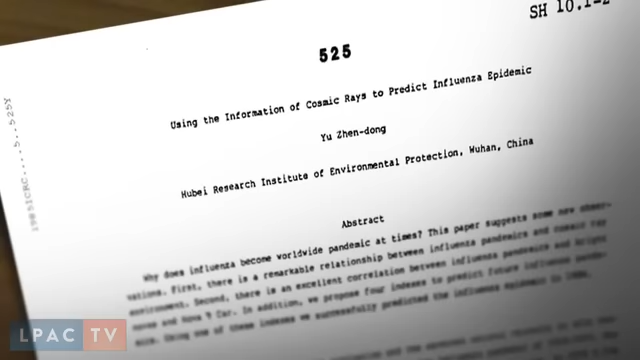 SH 10.1-2
525
Using the Information of Cosmic Rays to Predict Influenza Epidemic
Yu Zhen-dong
Hubei Research Institute of Environmental Protection, Wuhan, China
1985ICRC....5..525Y
Abstract
Why does influenza become worldwide pandemic at times? This paper suggests some new obser-
vations. First, there is a remarkable relationship between influenza pandemics and cosmic ray
environment. Second, there is an excellent correlation between influenza pandemics and bright
novae and Nova Car. In addition, we propose four indexes to predict future influenza pande-
mics. Using one of these indexes we successfully predicted the influenza epidemic in
LPAC TV